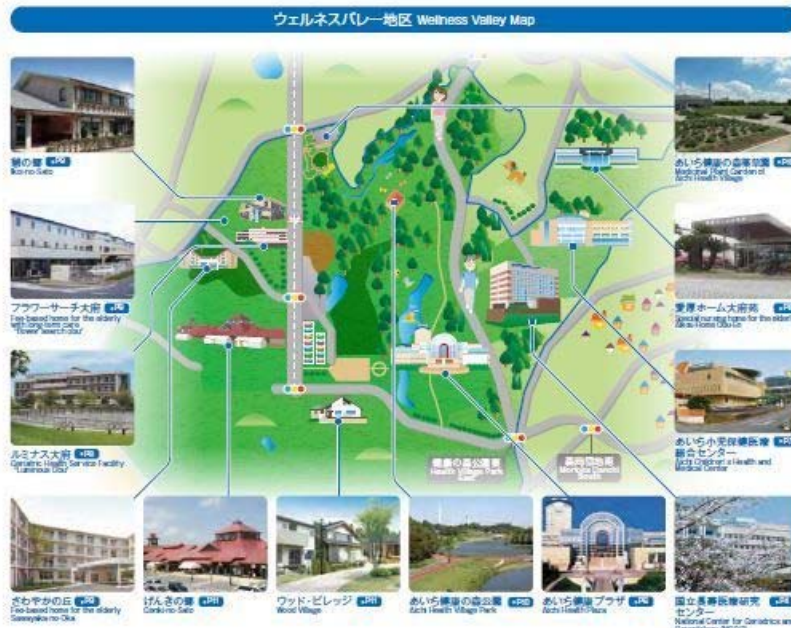 ウェルネスバレー地区 Wellness Valley Map
憩の郷
Ikoi-no-Sato
フラワーサーチ大府
Fee-based home for the elderly
with long-term care
"flower search obu"
ルミナス大府
Geriatric Health Service Facility
"Luminous Obu"
さわやかの丘
Fee-based home for the elderly
Sawayaka-no-Oka
げんきの郷
Genki-no-Sato
ウッド・ビレッジ
Wood Village
あいち健康の森公園
Aichi Health Village Park
あいち健康プラザ
Aichi Health Plaza
国立長寿医療研究
センター
National Center for Geriatrics and
あいち小児保健医療
総合センター
Aichi Children's Health and
Medical Center
愛厚ホーム大府苑
Special nursing home for the elderly
Aikou Home Obu-En
あいち健康の森薬草園
Medicinal Plant Garden of
Aichi Health Village
健康の森公園東
Health Village Park
East
森岡団地南
Morioka Danchi
South